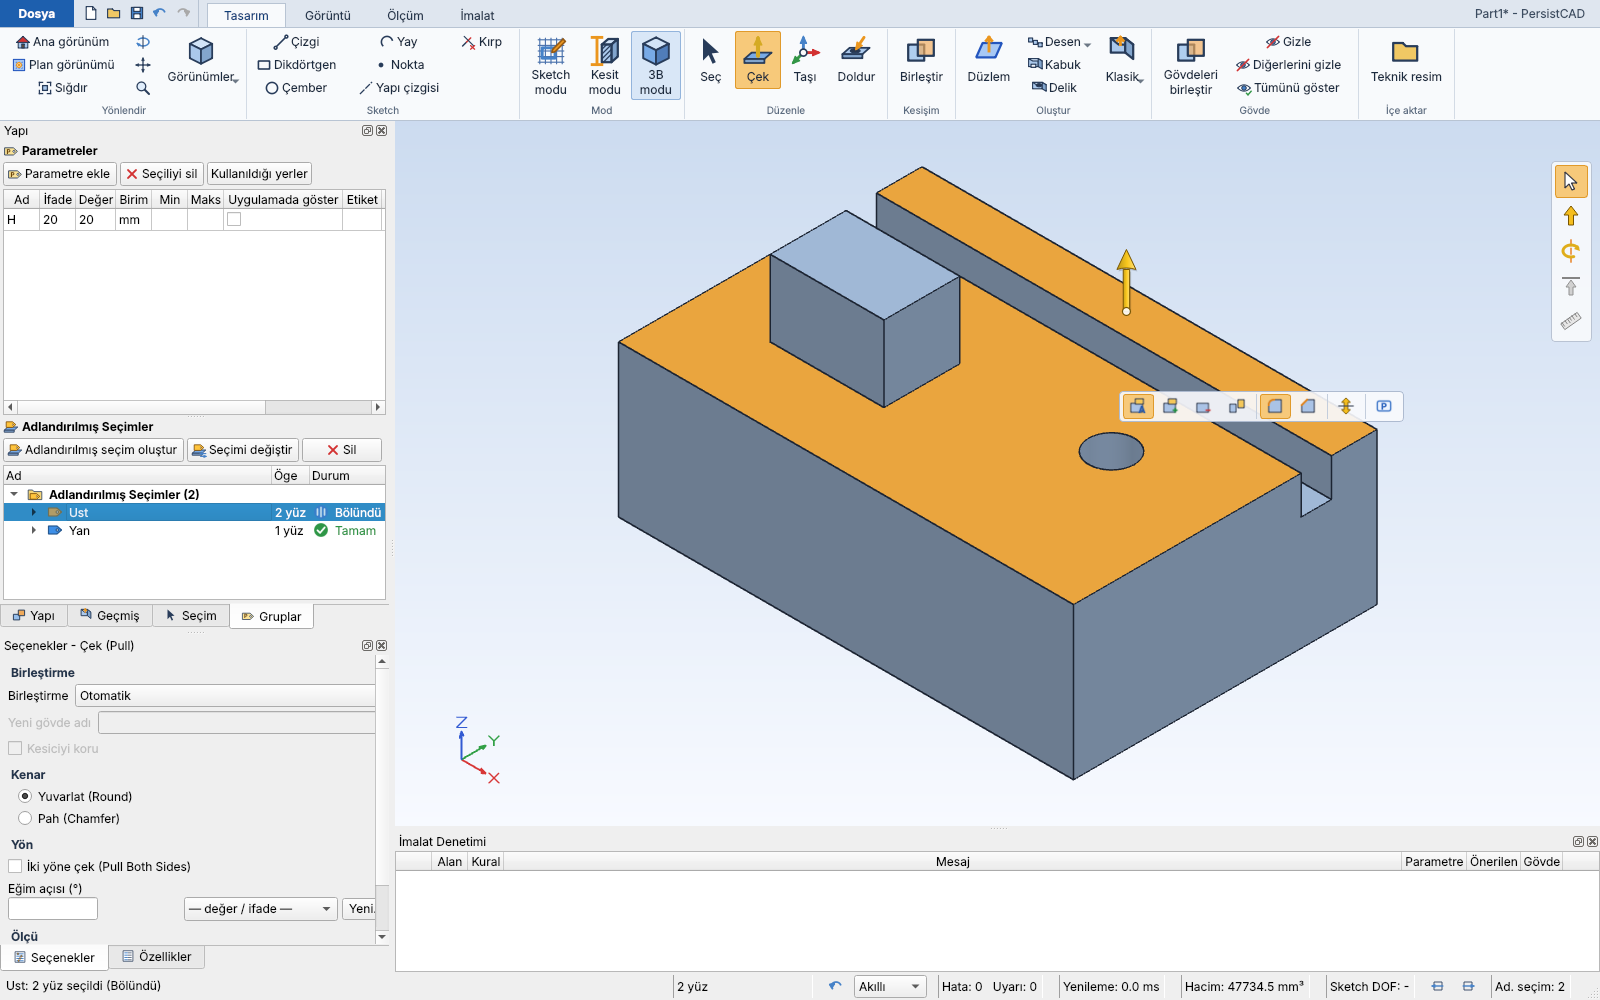 Dosya
Tasarım Görüntü Ölçüm İmalat
Part1* - PersistCAD
Ana görünüm
Plan görünümü
Sığdır
Görünümler
Yönlendir
Çizgi
Dikdörtgen
Çember
Yay
Nokta
Yapı çizgisi
Kırp
Sketch
Sketch modu
Kesit modu
3B modu
Mod
Seç
Çek
Taşı
Doldur
Düzenle
Birleştir
Kesişim
Düzlem
Desen
Kabuk
Delik
Klasik
Oluştur
Gövdeleri birleştir
Gizle
Diğerlerini gizle
Tümünü göster
Gövde
Teknik resim
İçe aktar
Yapı
Parametreler
Parametre ekle Seçiliyi sil Kullanıldığı yerler
Ad İfade Değer Birim Min Maks Uygulamada göster Etiket
H 20 20 mm
Adlandırılmış Seçimler
Adlandırılmış seçim oluştur Seçimi değiştir Sil
Ad Öge Durum
Adlandırılmış Seçimler (2)
Ust 2 yüz Bölündü
Yan 1 yüz Tamam
Yapı Geçmiş Seçim Gruplar
Seçenekler - Çek (Pull)
Birleştirme
Birleştirme Otomatik
Yeni gövde adı
Kesiciyi koru
Kenar
Yuvarlat (Round)
Pah (Chamfer)
Yön
İki yöne çek (Pull Both Sides)
Eğim açısı (°)
— değer / ifade — Yeni.
Ölçü
Seçenekler Özellikler
Z
Y
X
P
İmalat Denetimi
Alan Kural Mesaj Parametre Önerilen Gövde
Ust: 2 yüz seçildi (Bölündü)
2 yüz
Akıllı
Hata: 0 Uyarı: 0
Yenileme: 0.0 ms
Hacim: 47734.5 mm³
Sketch DOF: -
Ad. seçim: 2